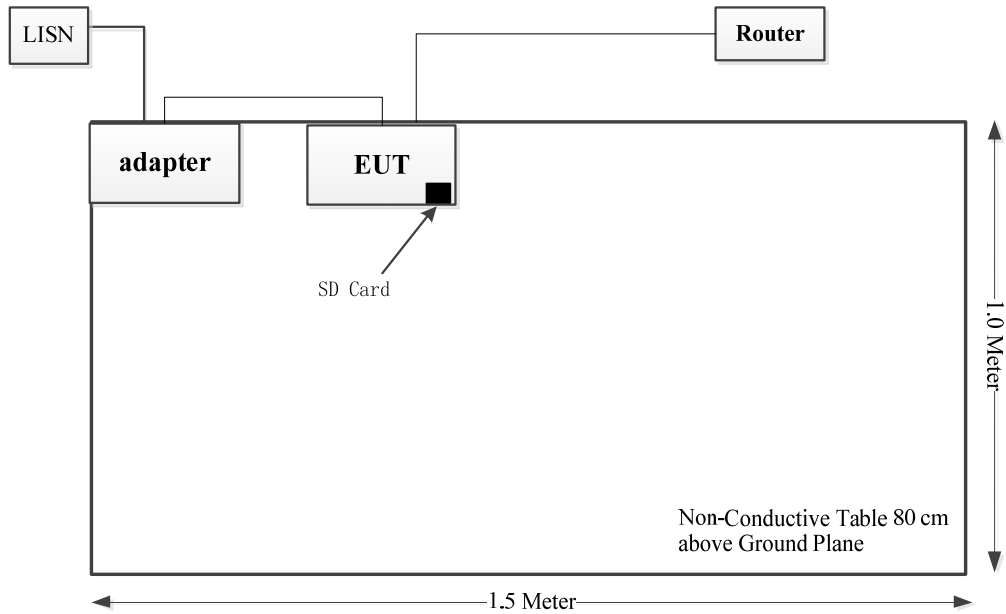 LISN
Router
adapter
EUT
SD Card
1.0 Meter
Non-Conductive Table 80 cm
above Ground Plane
1.5 Meter